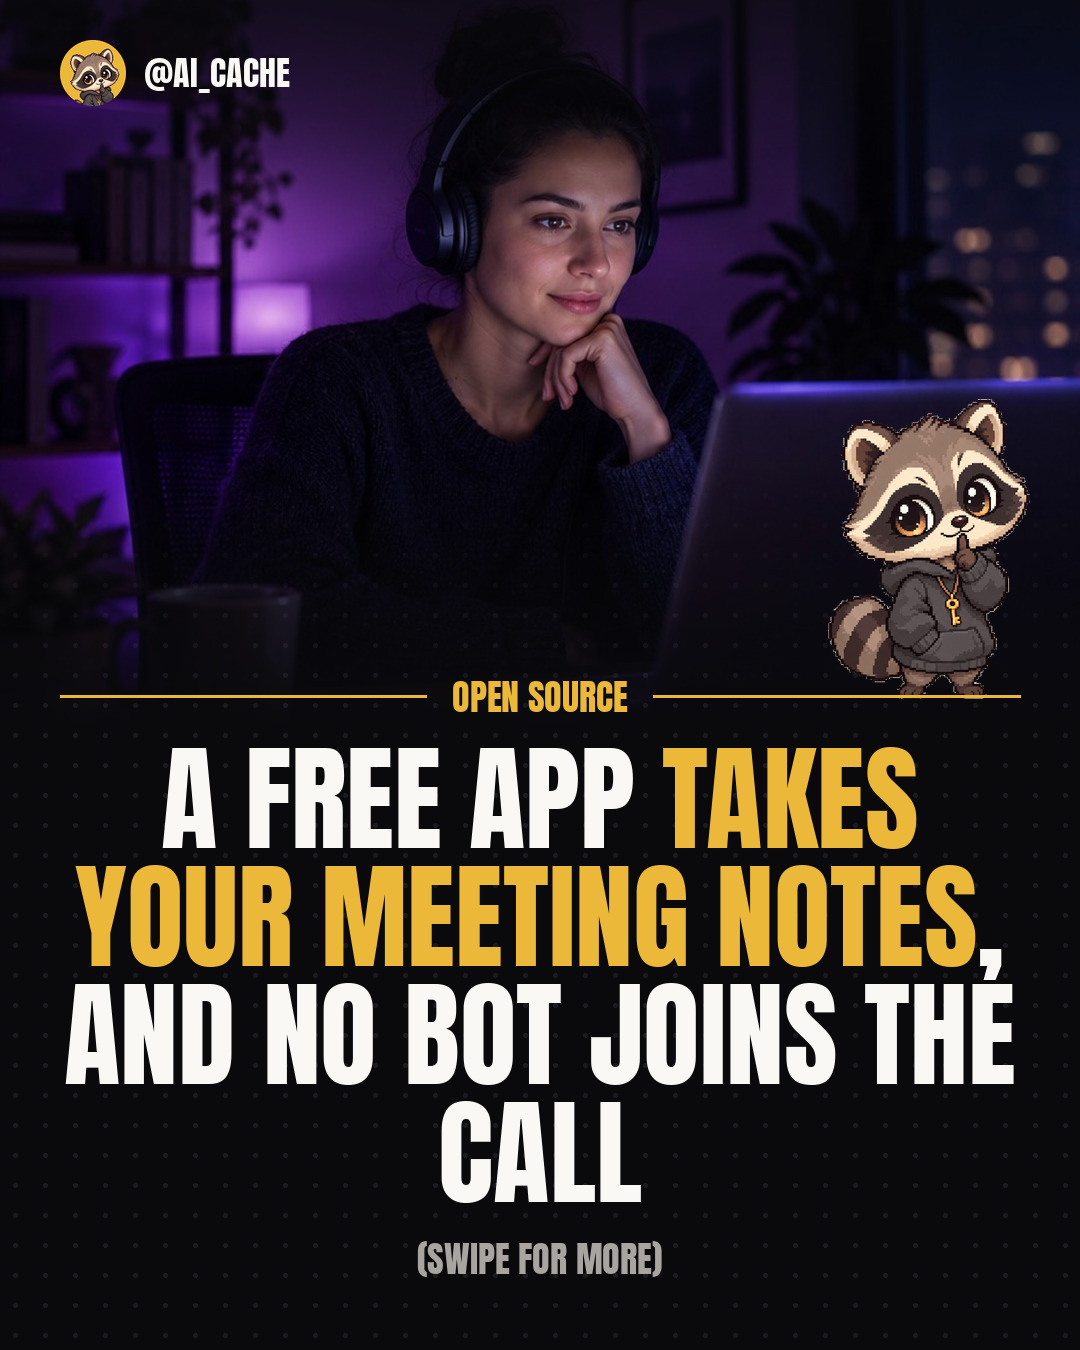 @AI_CACHE
OPEN SOURCE
A FREE APP TAKES
YOUR MEETING NOTES,
AND NO BOT JOINS THE
CALL
(SWIPE FOR MORE)